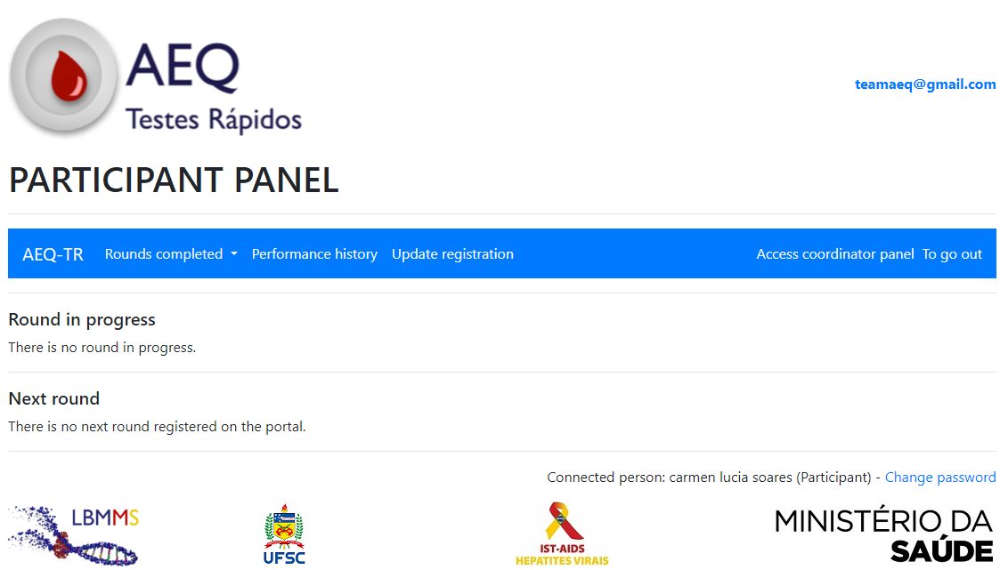 AEQ
Testes Rápidos
teamaeq@gmail.com
PARTICIPANT PANEL
AEQ-TR Rounds completed Performance history Update registration Access coordinator panel To go out
Round in progress
There is no round in progress.
Next round
There is no next round registered on the portal.
Connected person: carmen lucia soares (Participant) - Change password
LBMMS
UFSC
IST-AIDS
HEPATITES VIRAIS
MINISTÉRIO DA
SAÚDE